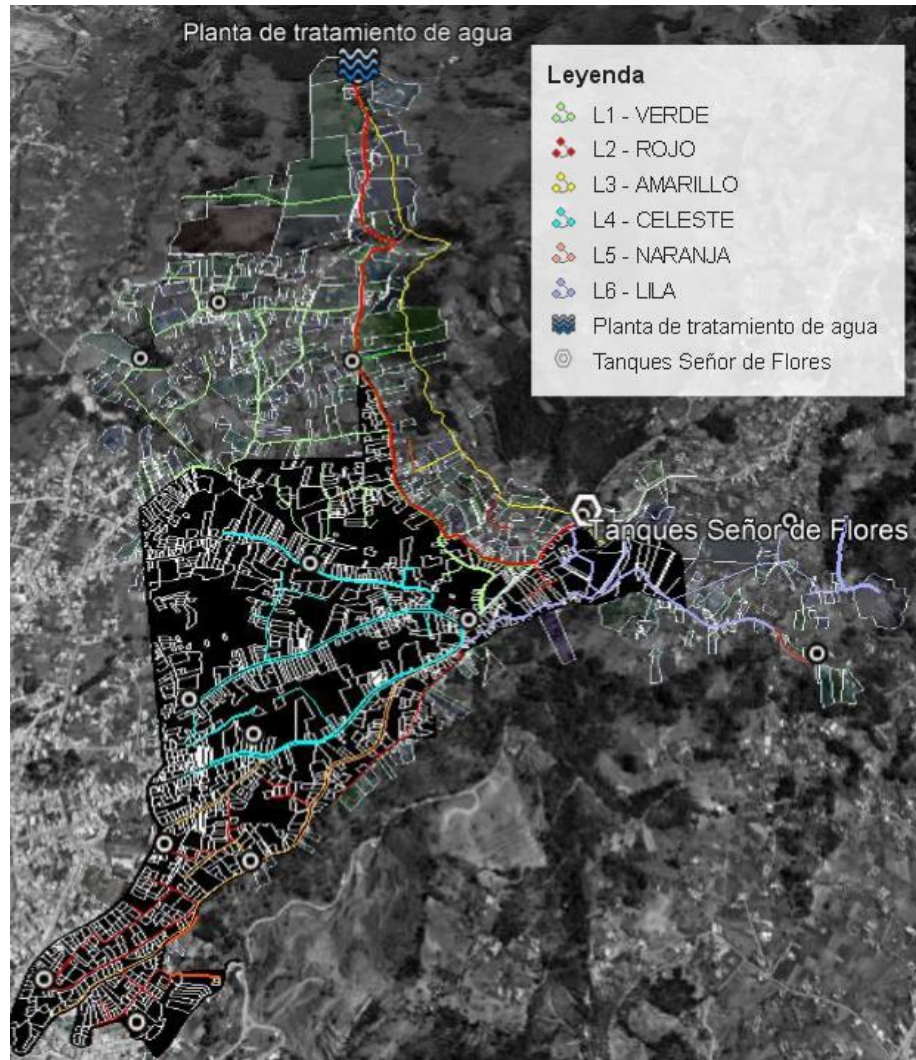 Planta de tratamiento de agua
Leyenda
L1 - VERDE
L2 - ROJO
L3 - AMARILLO
L4 - CELESTE
L5 - NARANJA
L6 - LILA
Planta de tratamiento de agua
Tanques Señor de Flores
Tanques Señor de Flores